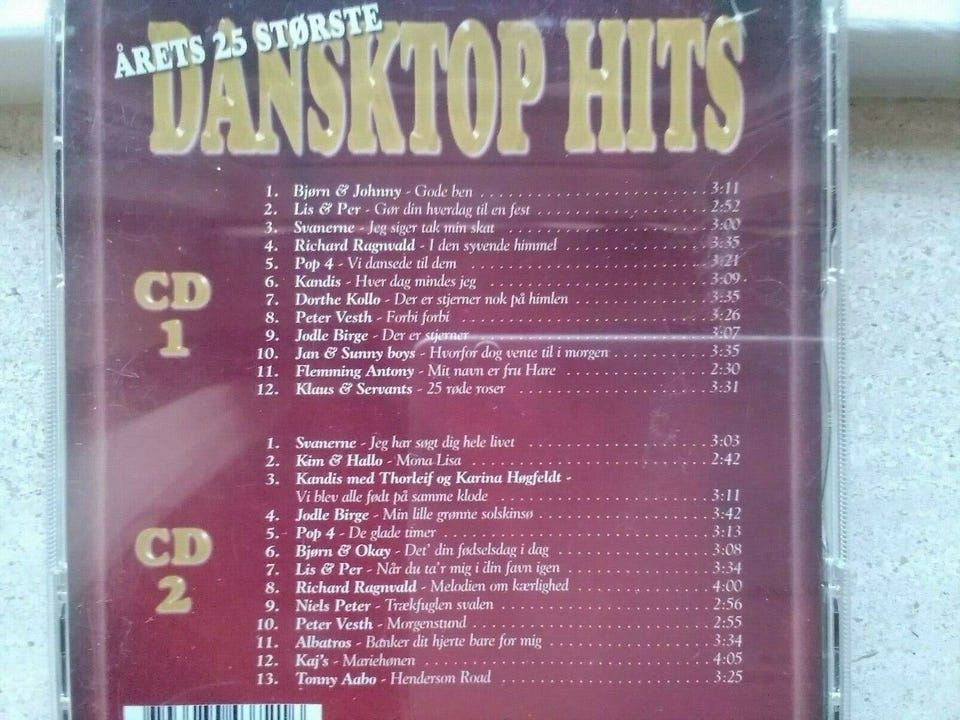 ÅRETS 25 STØRSTE
DANSKTOP HITS
CD 1
1. Bjørn & Johnny - Gode ben 3:11
2. Lis & Per - Gør din hverdag til en fest 2:52
3. Svanerne - Jeg siger tak min skat 3:00
4. Richard Ragnvald - I den syvende himmel 3:35
5. Pop 4 - Vi dansede til dem 3:21
6. Kandis - Hver dag mindes jeg 3:09
7. Dorthe Kollo - Der er stjerner nok på himlen 3:35
8. Peter Vesth - Forbi forbi 3:26
9. Jodle Birge - Der er stjerner 3:07
10. Jan & Sunny boys - Hvorfor dog vente til i morgen 3:35
11. Flemming Antony - Mit navn er fru Hare 2:30
12. Klaus & Servants - 25 røde roser 3:31
CD 2
1. Svanerne - Jeg har søgt dig hele livet 3:03
2. Kim & Hallo - Mona Lisa 2:42
3. Kandis med Thorleif og Karina Høgfeldt -
Vi blev alle født på samme klode 3:11
4. Jodle Birge - Min lille grønne solskinsø 3:42
5. Pop 4 - De glade timer 3:13
6. Bjørn & Okay - Det' din fødselsdag i dag 3:08
7. Lis & Per - Når du ta'r mig i din favn igen 3:34
8. Richard Ragnvald - Melodien om kærlighed 4:00
9. Niels Peter - Trækfuglen svalen 2:56
10. Peter Vesth - Morgenstund 2:55
11. Albatros - Banker dit hjerte bare for mig 3:34
12. Kaj's - Mariehønen 4:05
13. Tonny Aabo - Henderson Road 3:25